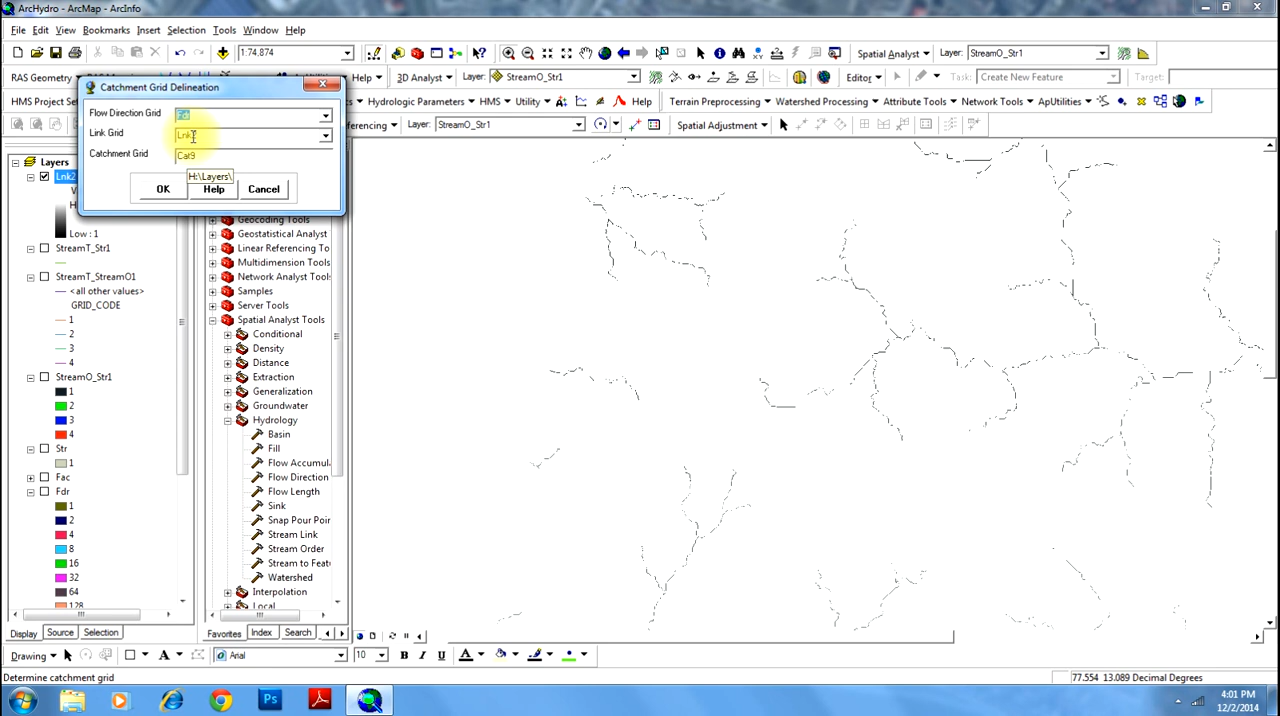 ArcHydro - ArcMap - ArcInfo
File Edit View Bookmarks Insert Selection Tools Window Help
1:74,874
Spatial Analyst Layer: StreamO_Str1
RAS Geometry
3D Analyst Layer: StreamO_Str1
Editor Task: Create New Feature Target:
Catchment Grid Delineation
HMS Project Set
Hydrologic Parameters HMS Utility Help
Terrain Preprocessing Watershed Processing Attribute Tools Network Tools ApUtilities
Flow Direction Grid
Link Grid
Catchment Grid Cat9
H:\Layers\
OK Help Cancel
Georeferencing Layer: StreamO_Str1
Spatial Adjustment
Layers
Lnk2
Low : 1
StreamT_Str1
StreamT_StreamO1
<all other values>
GRID_CODE
1
2
3
4
StreamO_Str1
1
2
3
4
Str
1
Fac
Fdr
1
2
4
8
16
32
64
128
Display Source Selection
Geocoding Tools
Geostatistical Analyst
Linear Referencing To
Multidimension Tools
Network Analyst Tools
Samples
Server Tools
Spatial Analyst Tools
Conditional
Density
Distance
Extraction
Generalization
Groundwater
Hydrology
Basin
Fill
Flow Accumul
Flow Direction
Flow Length
Sink
Snap Pour Poin
Stream Link
Stream Order
Stream to Featu
Watershed
Interpolation
Local
Favorites Index Search
Drawing A Arial 10 B I U A
Determine catchment grid
77.554 13.089 Decimal Degrees
Ps
4:01 PM
12/2/2014